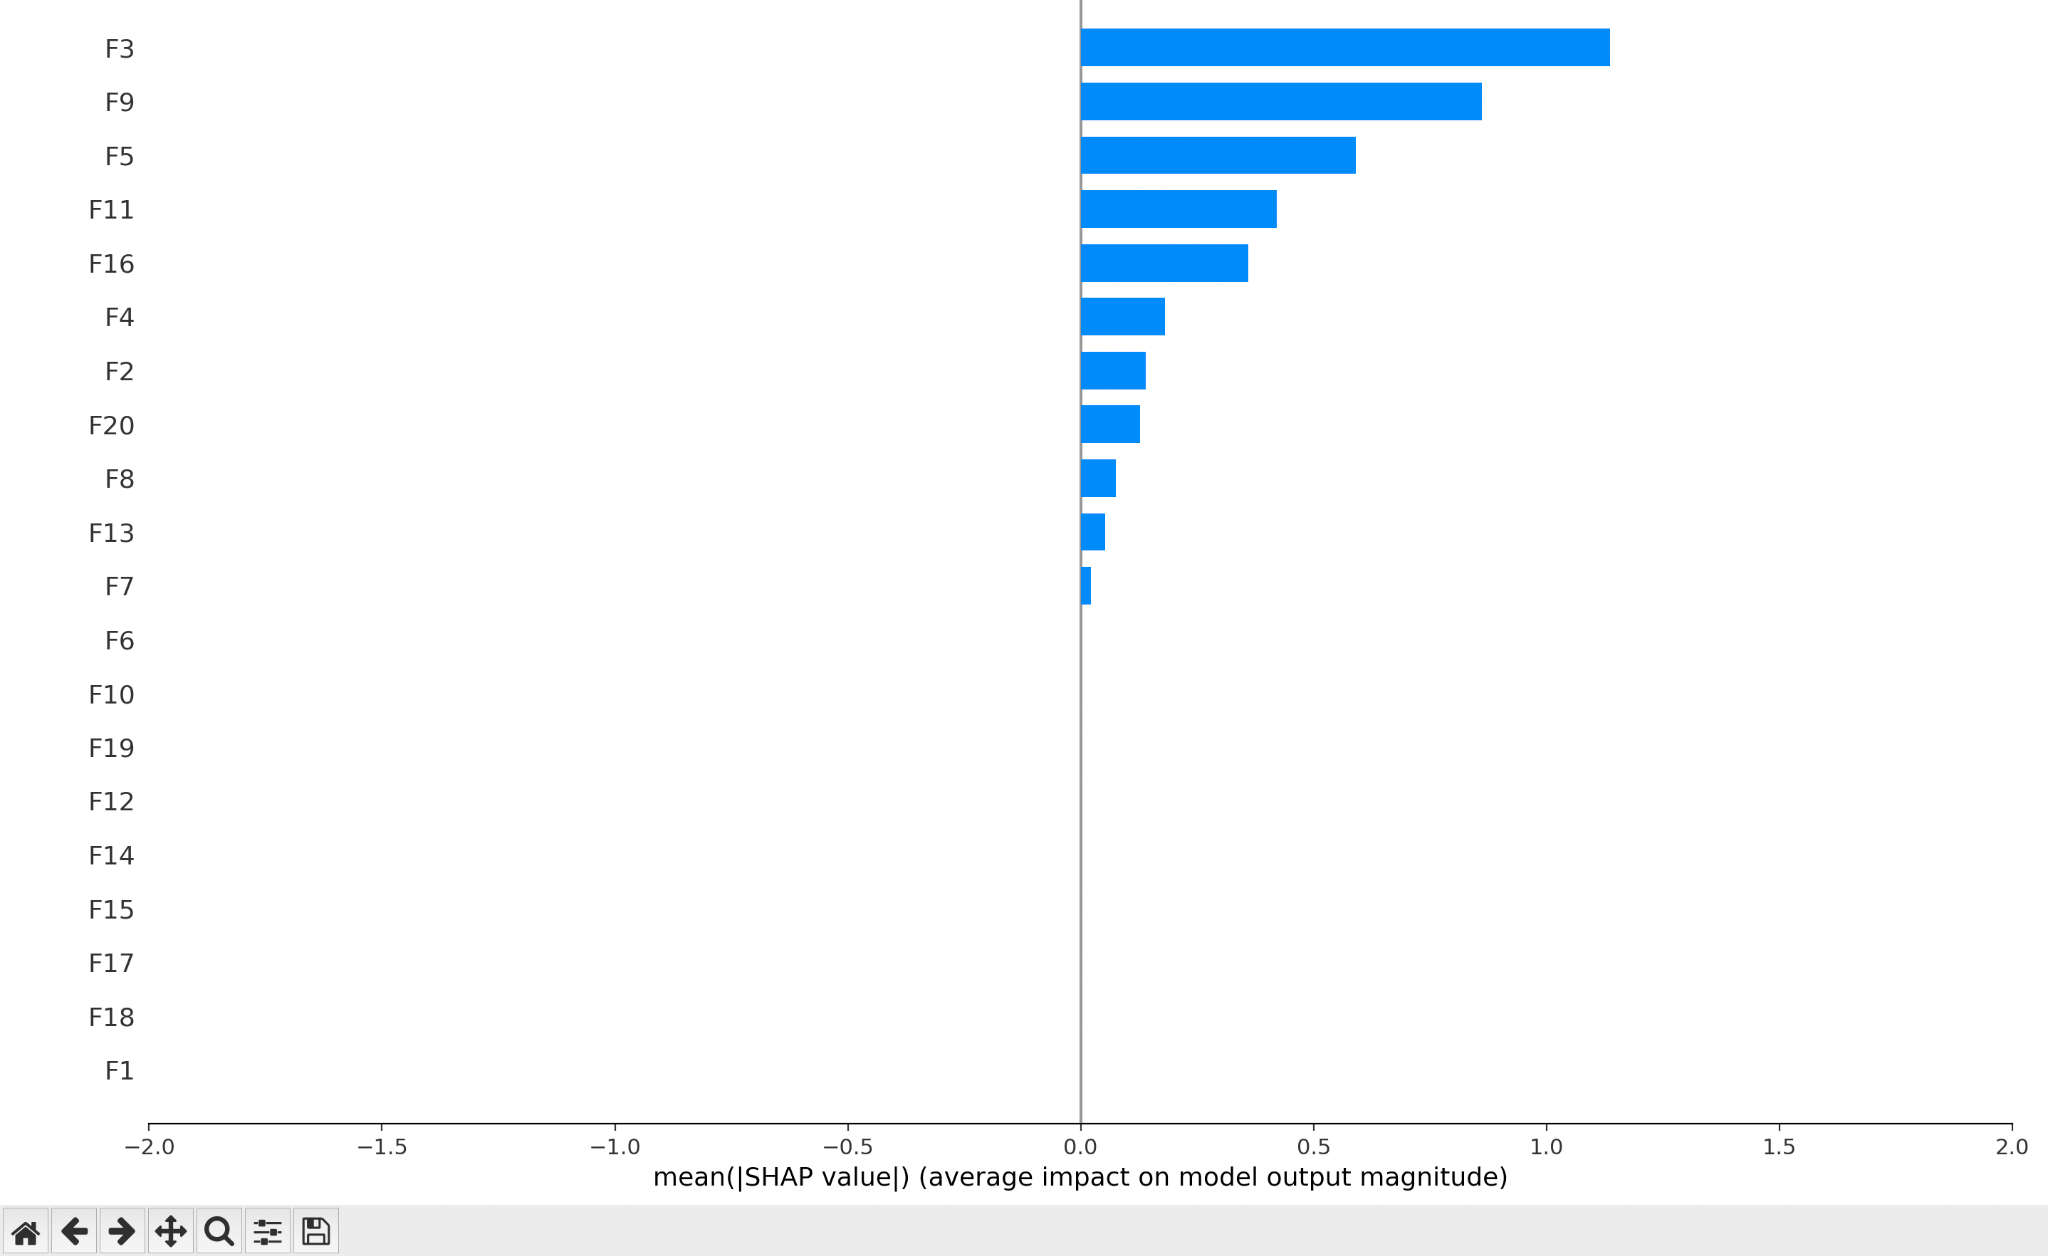 F3
F9
F5
F11
F16
F4
F2
F20
F8
F13
F7
F6
F10
F19
F12
F14
F15
F17
F18
F1
−2.0 −1.5 −1.0 −0.5 0.0 0.5 1.0 1.5 2.0
mean(|SHAP value|) (average impact on model output magnitude)